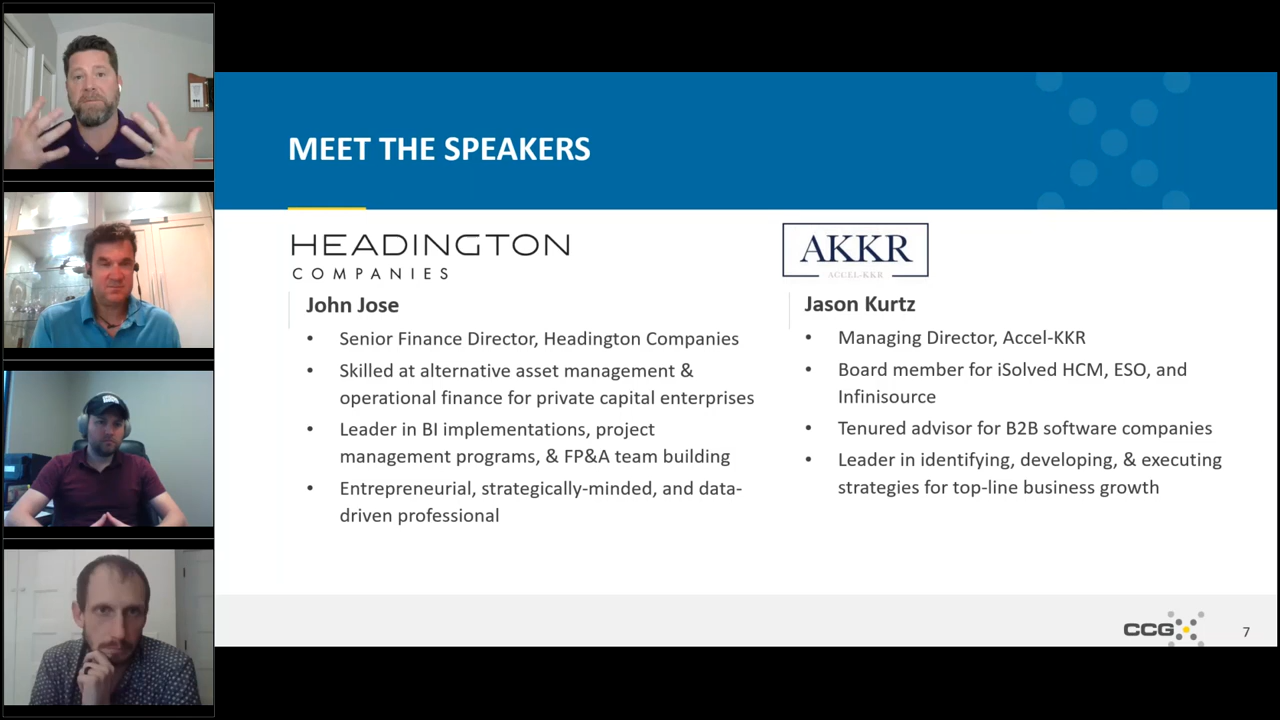 MEET THE SPEAKERS
HEADINGTON
COMPANIES
John Jose
• Senior Finance Director, Headington Companies
• Skilled at alternative asset management &
operational finance for private capital enterprises
• Leader in BI implementations, project
management programs, & FP&A team building
• Entrepreneurial, strategically-minded, and data-
driven professional
AKKR
ACCEL-KKR
Jason Kurtz
• Managing Director, Accel-KKR
• Board member for iSolved HCM, ESO, and
Infinisource
• Tenured advisor for B2B software companies
• Leader in identifying, developing, & executing
strategies for top-line business growth
CCG
7